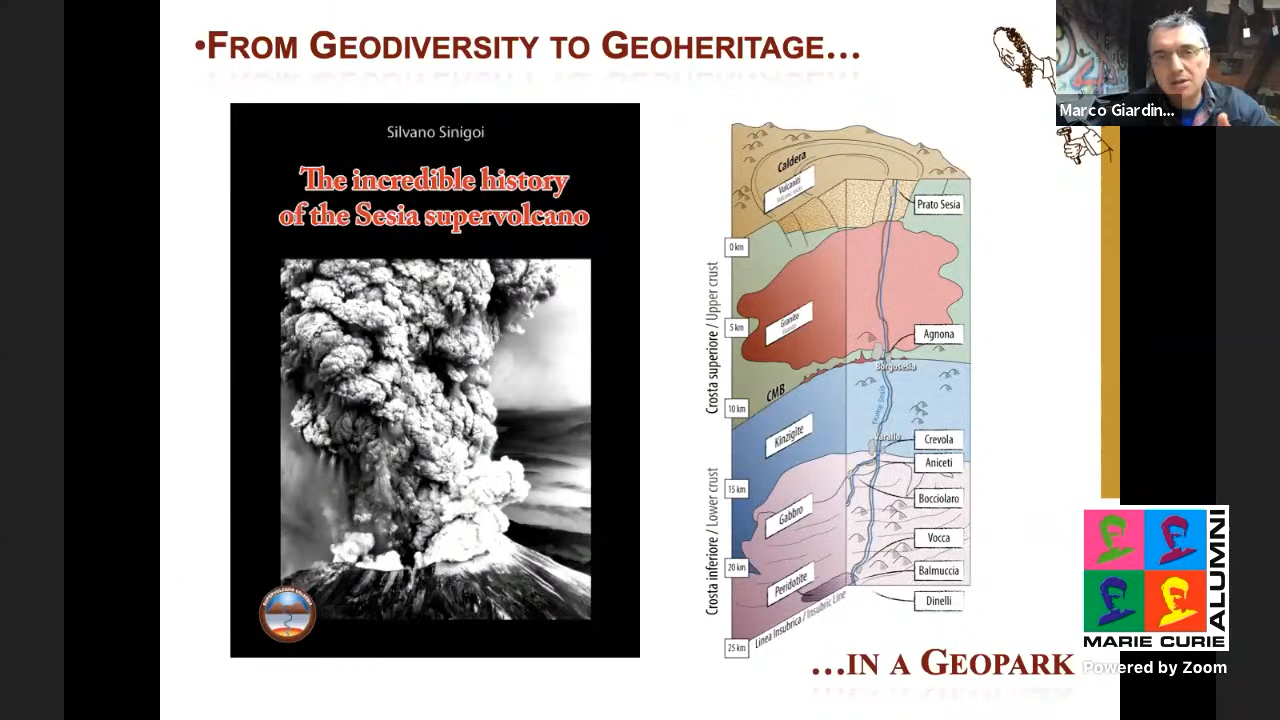 •FROM GEODIVERSITY TO GEOHERITAGE...
Marco Giardin...
Silvano Sinigoi
The incredible history
of the Sesia supervolcano
Caldera
Vulcaniti
Prato Sesia
0 km
Crosta superiore / Upper crust
Granito
5 km
Agnona
Borgosesia
CMB
10 km
Fiume Sesia
Kinzigite
Varallo
Crevola
Aniceti
15 km
Bocciolaro
Gabbro
Crosta inferiore / Lower crust
Vocca
20 km
Balmuccia
Peridotite
Dinelli
Linea Insubrica / Insubric Line
25 km
...IN A GEOPARK
ALUMNI
MARIE CURIE
Powered by Zoom